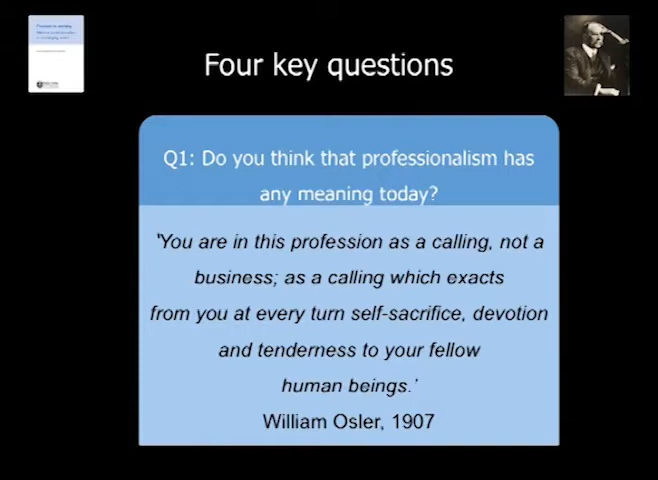 Four key questions
Q1: Do you think that professionalism has
any meaning today?
'You are in this profession as a calling, not a
business; as a calling which exacts
from you at every turn self-sacrifice, devotion
and tenderness to your fellow
human beings.'
William Osler, 1907